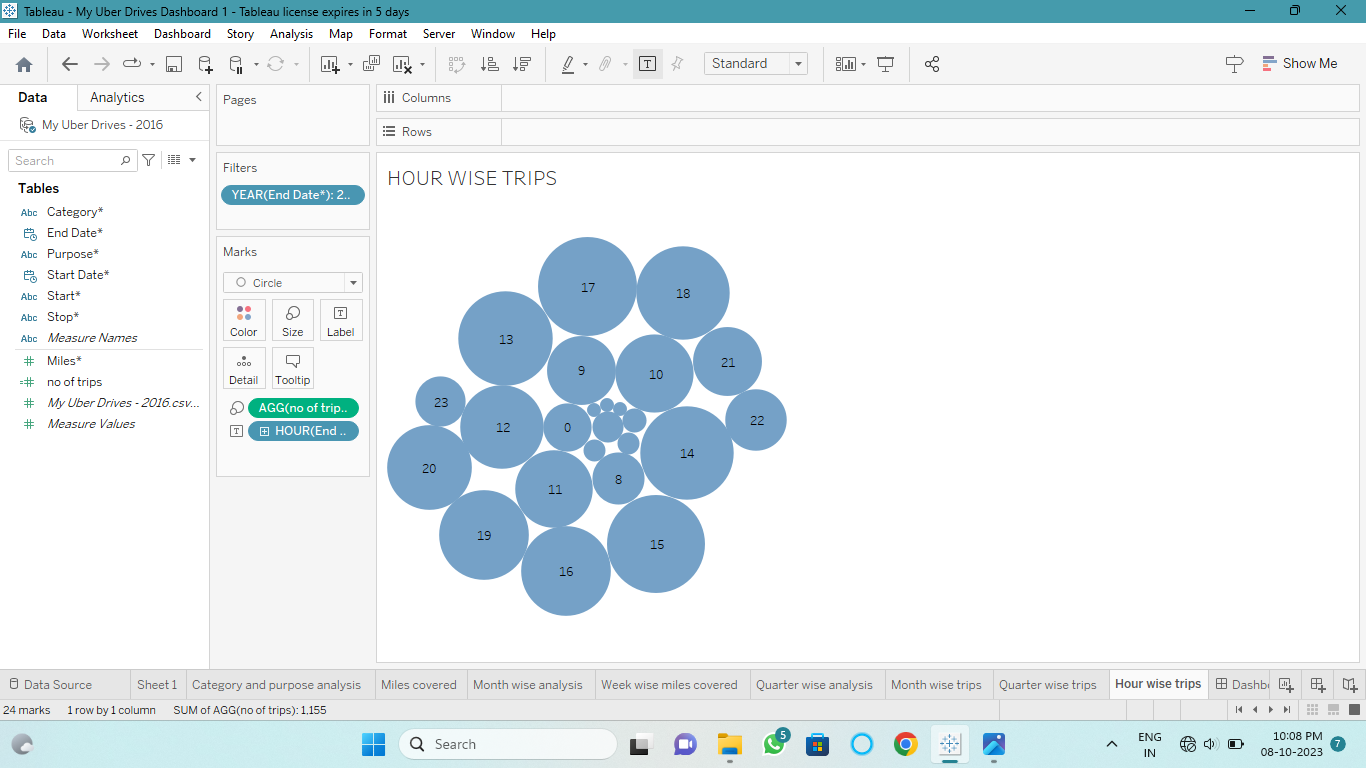 Tableau - My Uber Drives Dashboard 1 - Tableau license expires in 5 days
File Data Worksheet Dashboard Story Analysis Map Format Server Window Help
Standard
Show Me
Data Analytics
My Uber Drives - 2016
Search
Tables
Abc Category*
End Date*
Abc Purpose*
Start Date*
Abc Start*
Abc Stop*
Abc Measure Names
Miles*
no of trips
My Uber Drives - 2016.csv...
Measure Values
Pages
Filters
YEAR(End Date*): 2..
Marks
Circle
Color Size Label
Detail Tooltip
AGG(no of trip..
HOUR(End ..
Columns
Rows
HOUR WISE TRIPS
17
18
13
21
9
10
23
22
12
0
14
20
8
11
19
15
16
Data Source Sheet 1 Category and purpose analysis Miles covered Month wise analysis Week wise miles covered Quarter wise analysis Month wise trips Quarter wise trips Hour wise trips Dashb
24 marks 1 row by 1 column SUM of AGG(no of trips): 1,155
Search
5
ENG
IN
10:08 PM
08-10-2023
7